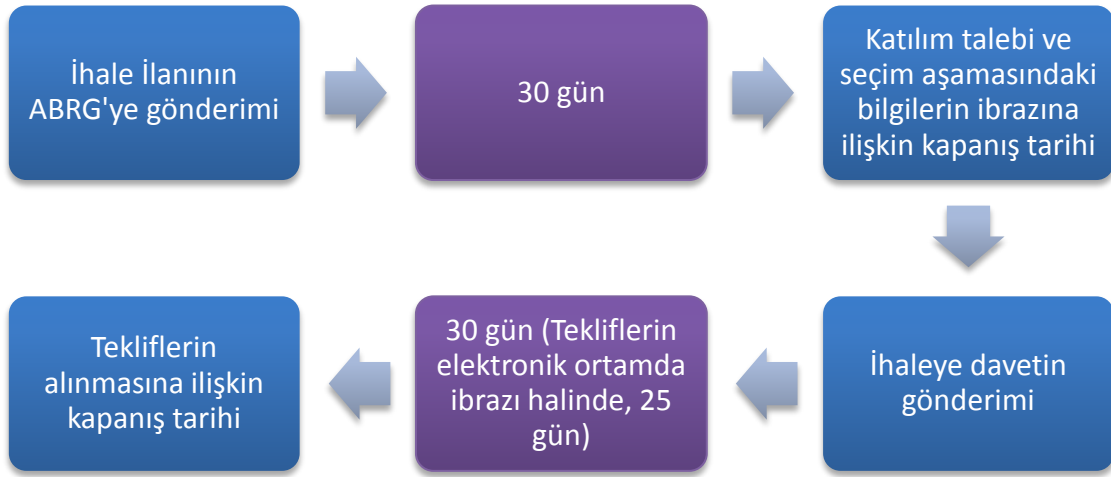 İhale İlanının
ABRG'ye gönderimi
30 gün
Katılım talebi ve
seçim aşamasındaki
bilgilerin ibrazına
ilişkin kapanış tarihi
İhaleye davetin
gönderimi
30 gün (Tekliflerin
elektronik ortamda
ibrazı halinde, 25
gün)
Tekliflerin
alınmasına ilişkin
kapanış tarihi